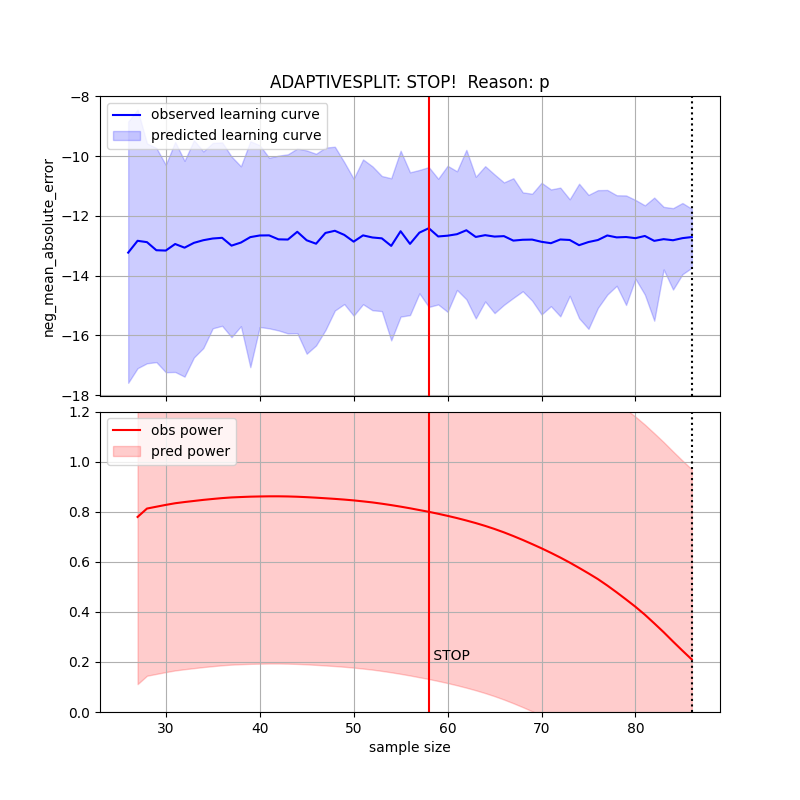 ADAPTIVESPLIT: STOP!  Reason: p
−8
observed learning curve
predicted learning curve
−10
−12
−14
−16
−18
neg_mean_absolute_error
1.2
obs power
pred power
1.0
0.8
0.6
0.4
0.2
0.0
STOP
30 40 50 60 70 80
sample size